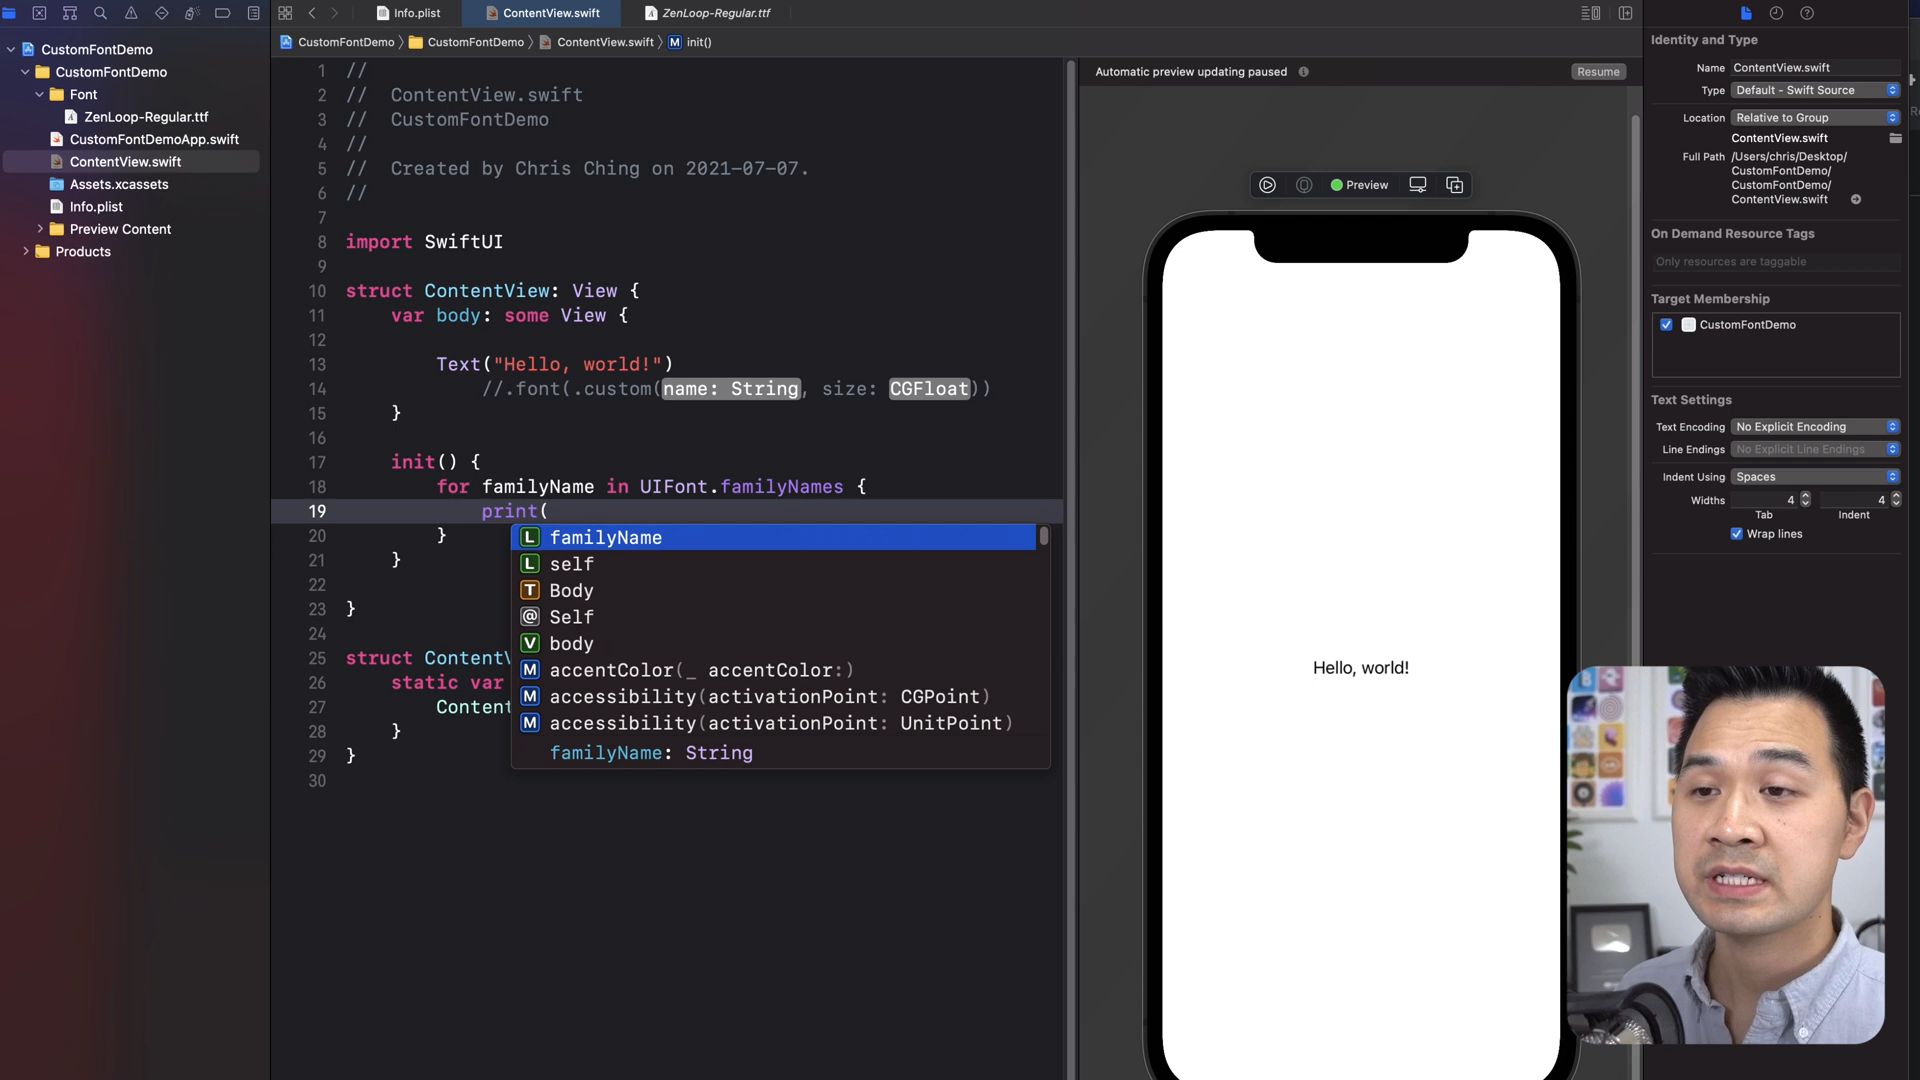 Info.plist
ContentView.swift
ZenLoop-Regular.ttf
CustomFontDemo
CustomFontDemo
Font
ZenLoop-Regular.ttf
CustomFontDemoApp.swift
ContentView.swift
Assets.xcassets
Info.plist
Preview Content
Products
CustomFontDemo
CustomFontDemo
ContentView.swift
M init()
1 //
2 //  ContentView.swift
3 //  CustomFontDemo
4 //
5 //  Created by Chris Ching on 2021-07-07.
6 //
7
8 import SwiftUI
9
10 struct ContentView: View {
11     var body: some View {
12
13         Text("Hello, world!")
14             //.font(.custom(name: String, size: CGFloat))
15     }
16
17     init() {
18         for familyName in UIFont.familyNames {
19             print(
20         }
21     }
22
23 }
24
25 struct ContentV
26     static var
27         Content
28     }
29 }
30
L familyName
L self
T Body
@ Self
V body
M accentColor(_ accentColor:)
M accessibility(activationPoint: CGPoint)
M accessibility(activationPoint: UnitPoint)
familyName: String
Automatic preview updating paused
Resume
Preview
Hello, world!
Identity and Type
Name ContentView.swift
Type Default - Swift Source
Location Relative to Group
ContentView.swift
Full Path /Users/chris/Desktop/
CustomFontDemo/
CustomFontDemo/
ContentView.swift
On Demand Resource Tags
Only resources are taggable
Target Membership
CustomFontDemo
Text Settings
Text Encoding No Explicit Encoding
Line Endings No Explicit Line Endings
Indent Using Spaces
Widths 4 4
Tab Indent
Wrap lines